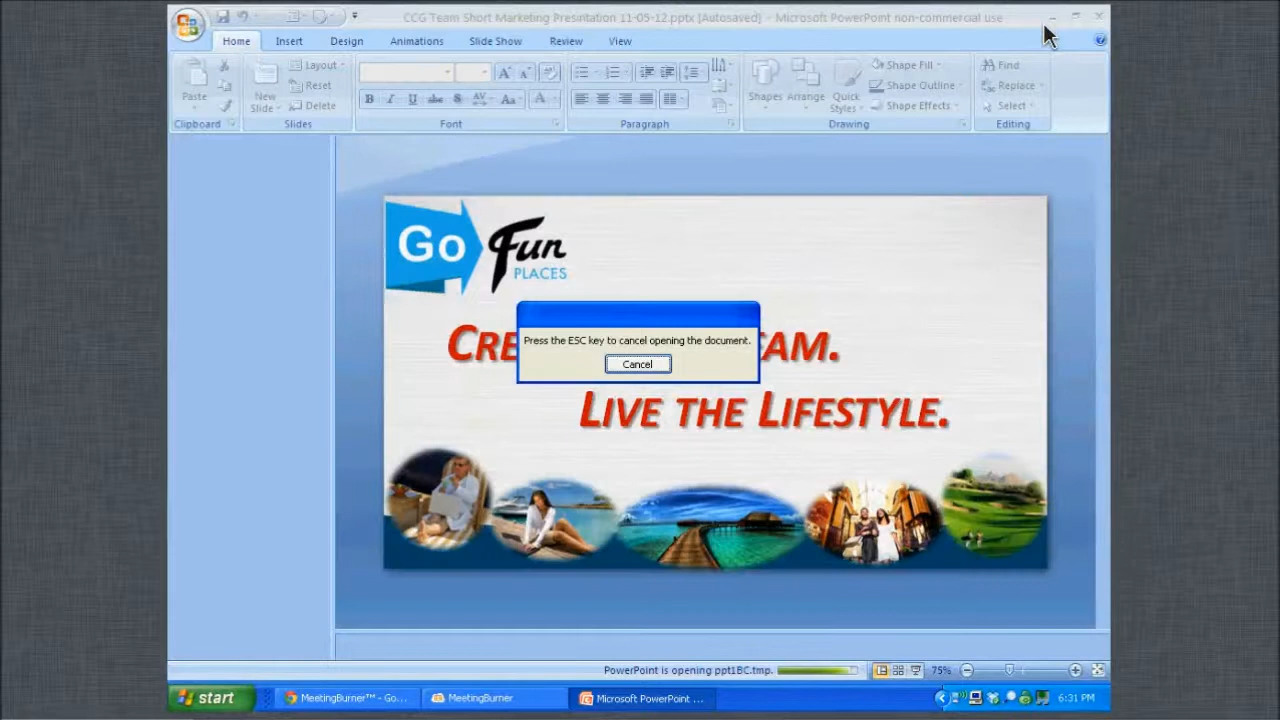 CCG Team Short Marketing Presintation 11-05-12.pptx [Autosaved] - Microsoft PowerPoint non-commercial use
Home Insert Design Animations Slide Show Review View
Paste
New Slide
Layout
Reset
Delete
B I U abc S AV Aa A
Shapes
Arrange
Quick Styles
Shape Fill
Shape Outline
Shape Effects
Find
Replace
Select
Clipboard Slides Font Paragraph Drawing Editing
Go Fun
PLACES
Press the ESC key to cancel opening the document.
Cancel
LIVE THE LIFESTYLE.
PowerPoint is opening ppt1BC.tmp. 75%
start MeetingBurner™ - Go... MeetingBurner Microsoft PowerPoint ... 6:31 PM